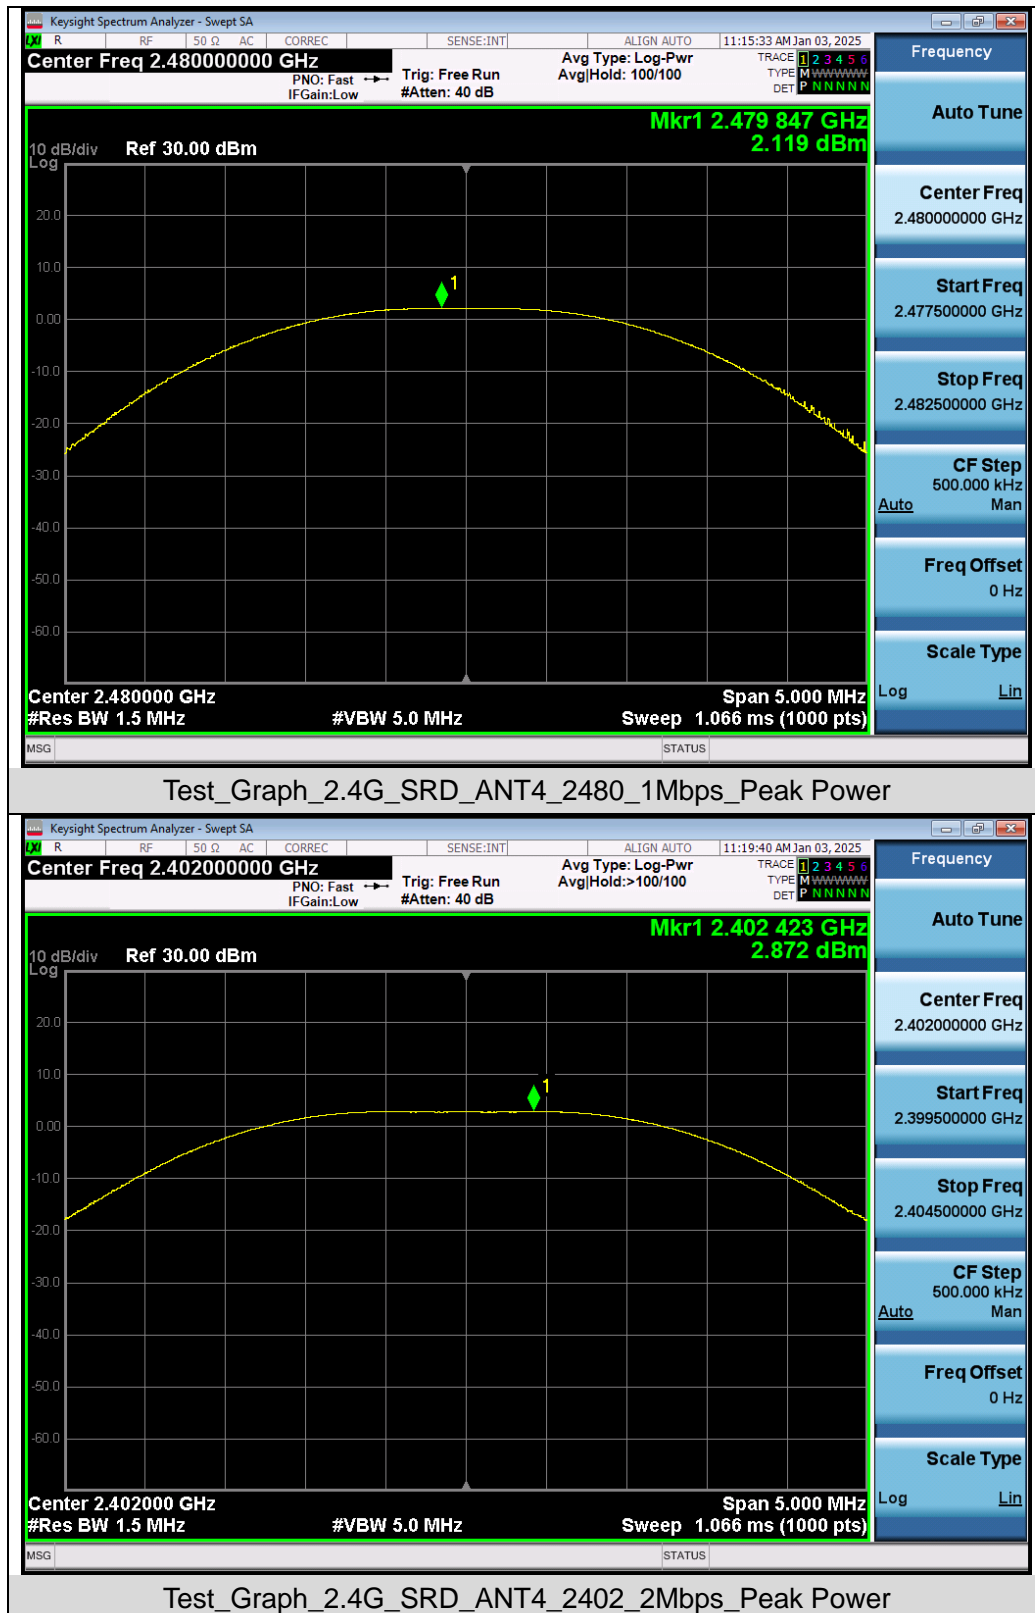 Keysight Spectrum Analyzer - Swept SA
LXI R RF 50 Ω AC CORREC SENSE:INT ALIGN AUTO 11:15:33 AM Jan 03, 2025
Center Freq 2.480000000 GHz
PNO: Fast
IFGain:Low
Trig: Free Run
#Atten: 40 dB
Avg Type: Log-Pwr
Avg|Hold: 100/100
TRACE 1 2 3 4 5 6
TYPE M WWWWW
DET P N N N N N
Mkr1 2.479 847 GHz
2.119 dBm
10 dB/div Ref 30.00 dBm
Log
20.0
10.0
1
0.00
-10.0
-20.0
-30.0
-40.0
-50.0
-60.0
Center 2.480000 GHz Span 5.000 MHz
#Res BW 1.5 MHz #VBW 5.0 MHz Sweep 1.066 ms (1000 pts)
MSG STATUS
Frequency
Auto Tune
Center Freq
2.480000000 GHz
Start Freq
2.477500000 GHz
Stop Freq
2.482500000 GHz
CF Step
500.000 kHz
Auto Man
Freq Offset
0 Hz
Scale Type
Log Lin
Test_Graph_2.4G_SRD_ANT4_2480_1Mbps_Peak Power
Keysight Spectrum Analyzer - Swept SA
LXI R RF 50 Ω AC CORREC SENSE:INT ALIGN AUTO 11:19:40 AM Jan 03, 2025
Center Freq 2.402000000 GHz
PNO: Fast
IFGain:Low
Trig: Free Run
#Atten: 40 dB
Avg Type: Log-Pwr
Avg|Hold:>100/100
TRACE 1 2 3 4 5 6
TYPE M WWWWW
DET P N N N N N
Mkr1 2.402 423 GHz
2.872 dBm
10 dB/div Ref 30.00 dBm
Log
20.0
10.0
1
0.00
-10.0
-20.0
-30.0
-40.0
-50.0
-60.0
Center 2.402000 GHz Span 5.000 MHz
#Res BW 1.5 MHz #VBW 5.0 MHz Sweep 1.066 ms (1000 pts)
MSG STATUS
Frequency
Auto Tune
Center Freq
2.402000000 GHz
Start Freq
2.399500000 GHz
Stop Freq
2.404500000 GHz
CF Step
500.000 kHz
Auto Man
Freq Offset
0 Hz
Scale Type
Log Lin
Test_Graph_2.4G_SRD_ANT4_2402_2Mbps_Peak Power